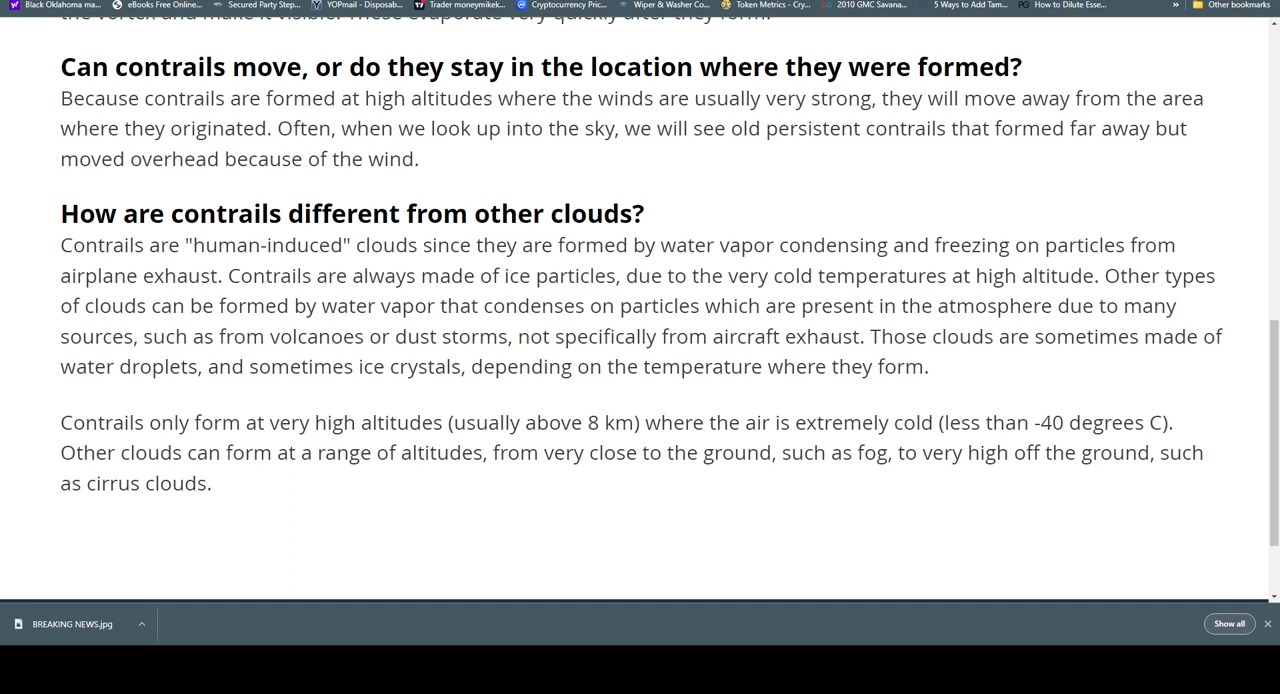 Black Oklahoma ma... eBooks Free Online... Secured Party Step... YOPmail - Disposab... Trader moneymikek... Cryptocurrency Pric... Wiper & Washer Co... Token Metrics - Cry... 2010 GMC Savana... 5 Ways to Add Tam... How to Dilute Esse... » Other bookmarks
the vortex and make it visible. These evaporate very quickly after they form.
Can contrails move, or do they stay in the location where they were formed?
Because contrails are formed at high altitudes where the winds are usually very strong, they will move away from the area
where they originated. Often, when we look up into the sky, we will see old persistent contrails that formed far away but
moved overhead because of the wind.
How are contrails different from other clouds?
Contrails are "human-induced" clouds since they are formed by water vapor condensing and freezing on particles from
airplane exhaust. Contrails are always made of ice particles, due to the very cold temperatures at high altitude. Other types
of clouds can be formed by water vapor that condenses on particles which are present in the atmosphere due to many
sources, such as from volcanoes or dust storms, not specifically from aircraft exhaust. Those clouds are sometimes made of
water droplets, and sometimes ice crystals, depending on the temperature where they form.
Contrails only form at very high altitudes (usually above 8 km) where the air is extremely cold (less than -40 degrees C).
Other clouds can form at a range of altitudes, from very close to the ground, such as fog, to very high off the ground, such
as cirrus clouds.
BREAKING NEWS.jpg
Show all